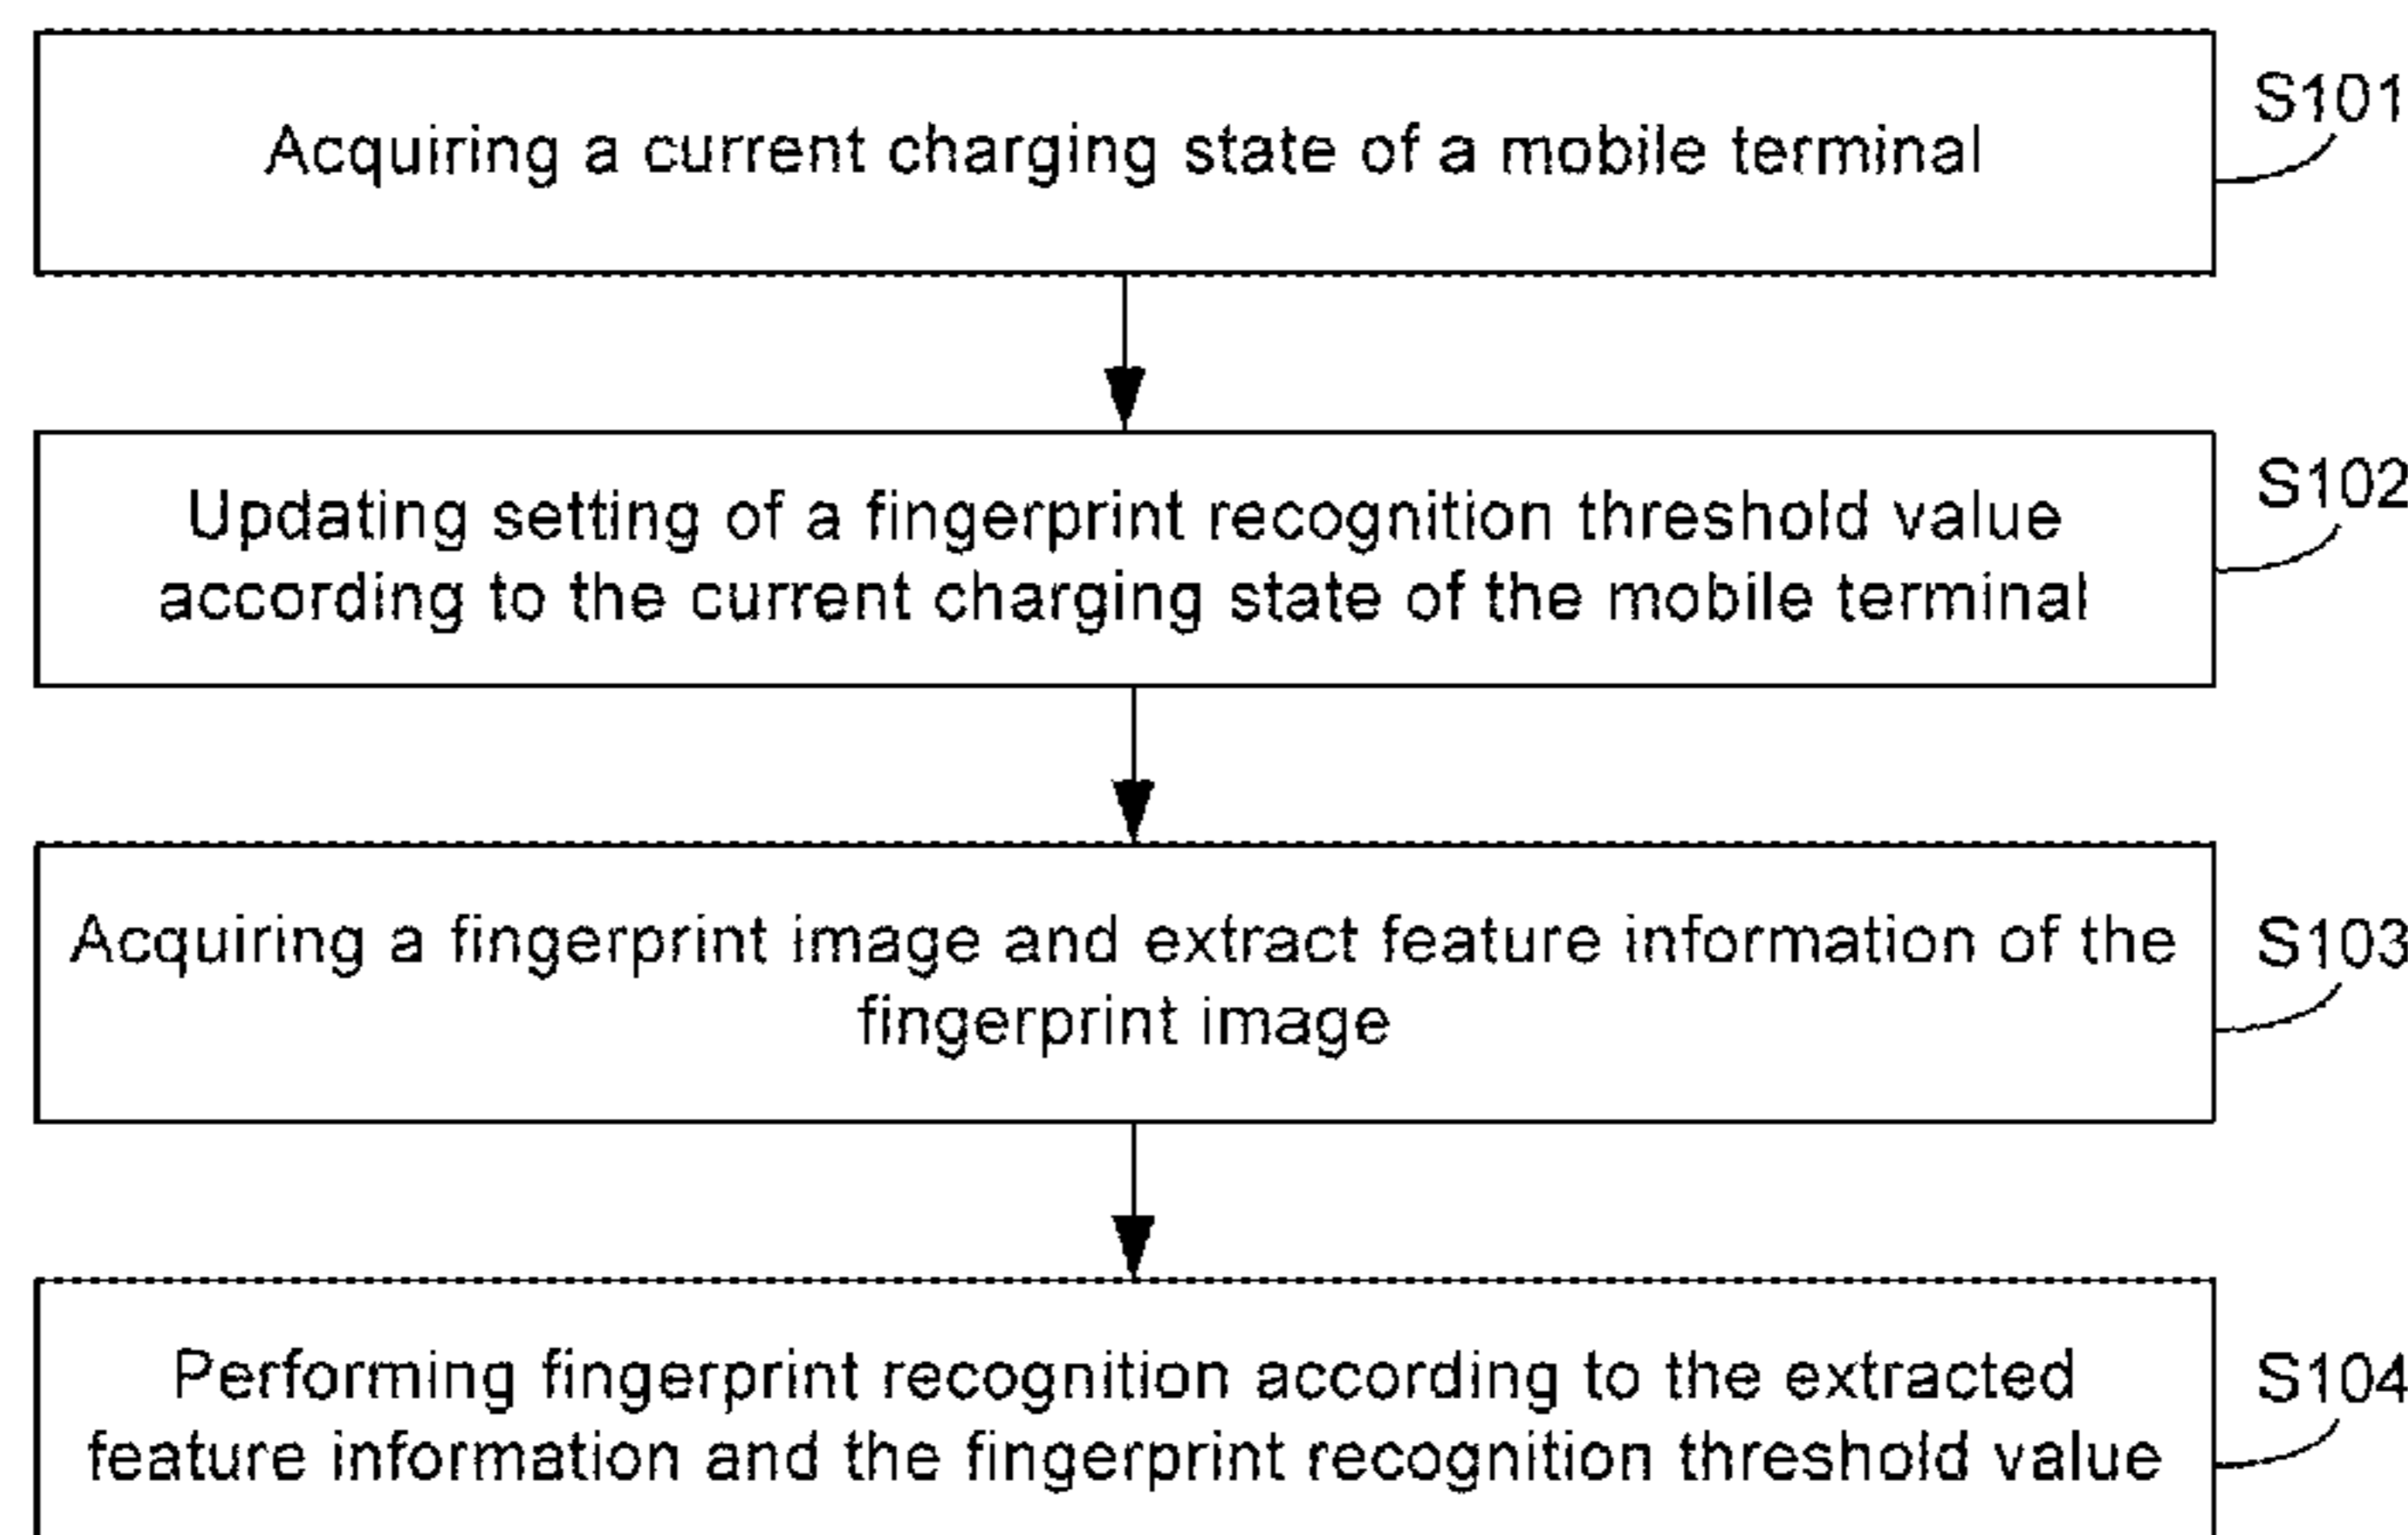 Acquiring a current charging state of a mobile terminal
S101
Updating setting of a fingerprint recognition threshold value
according to the current charging state of the mobile terminal
S102
Acquiring a fingerprint image and extract feature information of the
fingerprint image
S103
Performing fingerprint recognition according to the extracted
feature information and the fingerprint recognition threshold value
S104